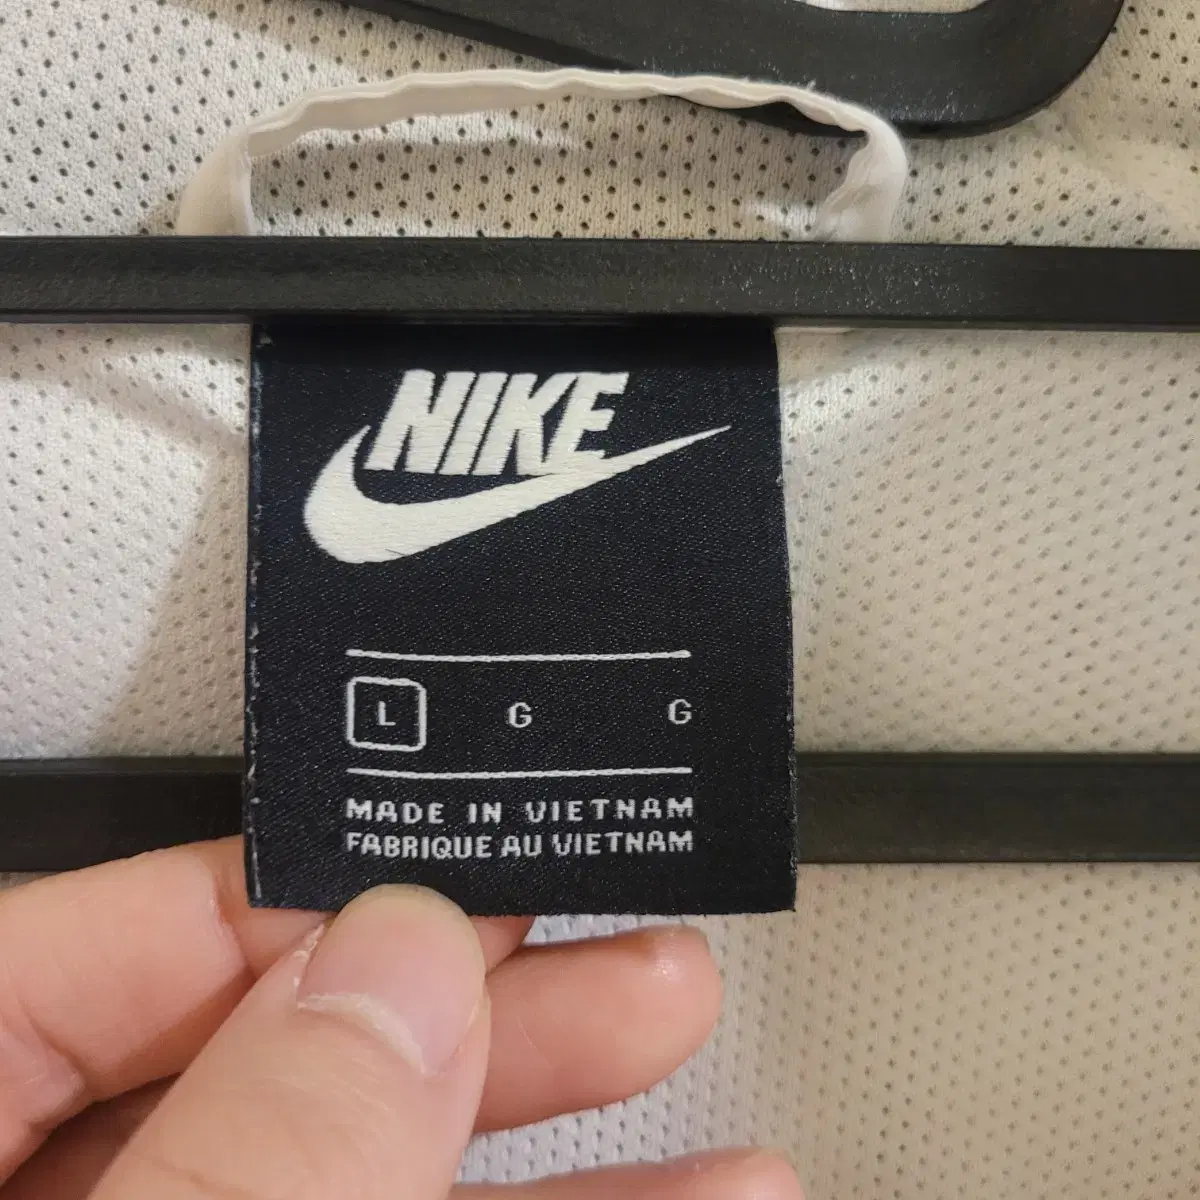 NIKE
L G G
MADE IN VIETNAM
FABRIQUE AU VIETNAM